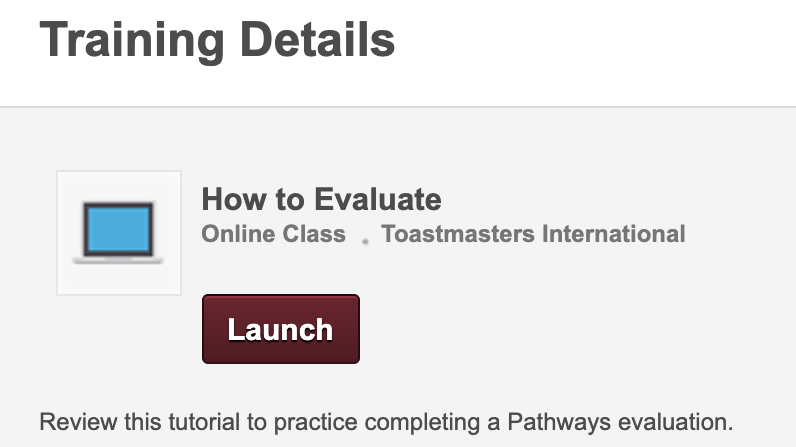 Training Details
How to Evaluate
Online Class . Toastmasters International
Launch
Review this tutorial to practice completing a Pathways evaluation.